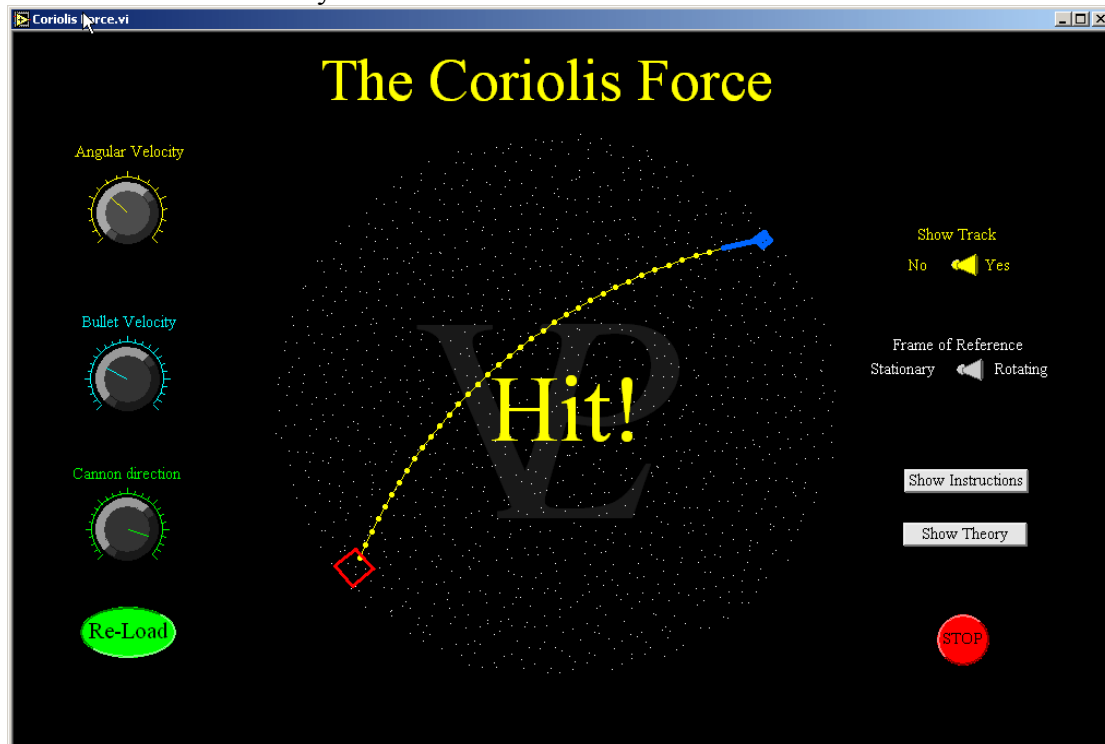 Coriolis Force.vi
The Coriolis Force
Angular Velocity
Show Track
No Yes
Bullet Velocity
Frame of Reference
Stationary Rotating
VPL
Hit!
Cannon direction
Show Instructions
Show Theory
Re-Load
STOP